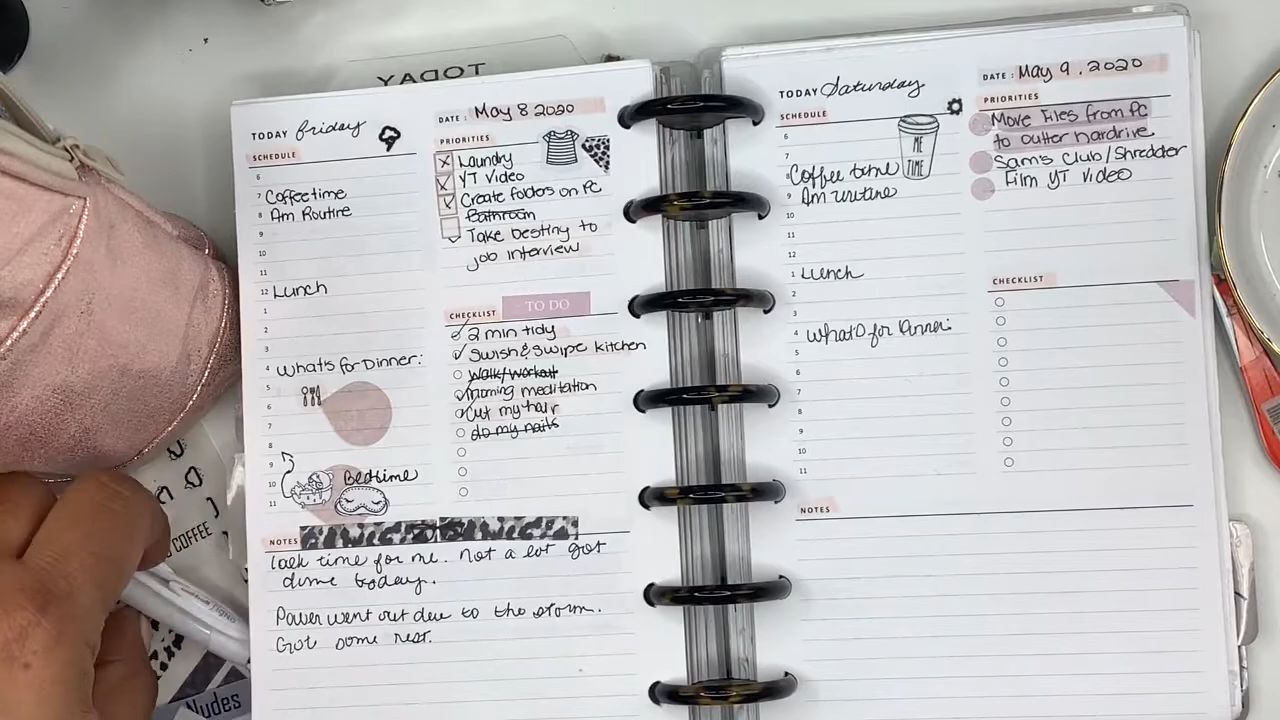 TODAY
TODAY Friday
DATE : May 8 2020
SCHEDULE
6
7 Coffeetime
8 Am Routine
9
10
11
12 Lunch
1
2
3
4 What's for Dinner:
5
6
7
8
9
10 Bedtime
11
PRIORITIES
Laundry
YT Video
Create folders on PC
Bathroom
Take Destiny to
job interview
CHECKLIST TO DO
2 min tidy
Swish & Swipe kitchen
Walk/Workout
morning meditation
Cut my hair
do my nails
NOTES
Took time for me. Not a lot got
done today.
Power went out due to the storm.
Got some rest.
TODAY Saturday
DATE : May 9, 2020
SCHEDULE
6
7
8 Coffee time
ME
TIME
9 Am routine
10
11
12
1 Lunch
2
3
4 What's for Dinner:
5
6
7
8
9
10
11
PRIORITIES
Move Files from PC
to outter hardrive
Sam's Club/Shredder
Film YT Video
CHECKLIST
NOTES
COFFEE
Nudes